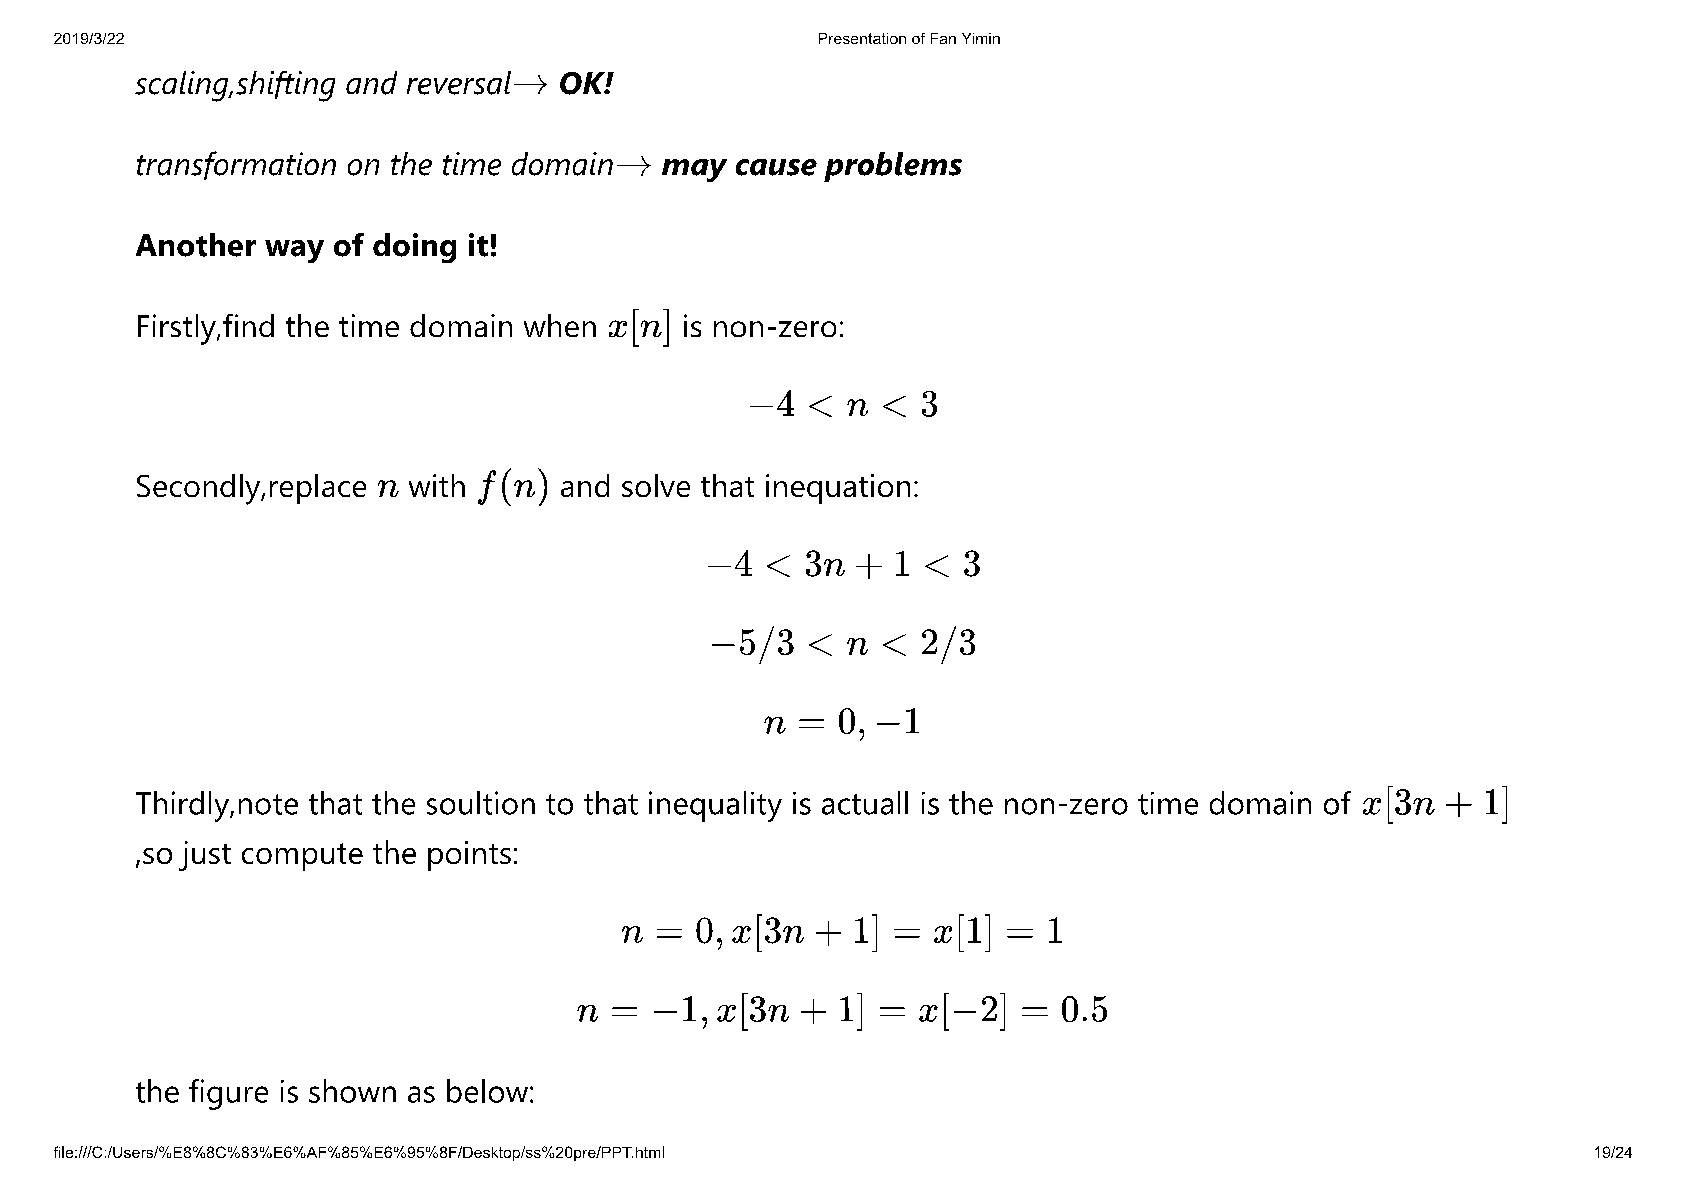 2019/3/22 Presentation of Fan Yimin
scaling,shifting and reversal→ OK!
transformation on the time domain→ may cause problems
Another way of doing it!
Firstly,find the time domain when x[n] is non-zero:
−4 < n < 3
Secondly,replace n with f(n) and solve that inequation:
−4 < 3n + 1 < 3
−5/3 < n < 2/3
n = 0, −1
Thirdly,note that the soultion to that inequality is actuall is the non-zero time domain of x[3n + 1]
,so just compute the points:
n = 0, x[3n + 1] = x[1] = 1
n = −1, x[3n + 1] = x[−2] = 0.5
the figure is shown as below:
file:///C:/Users/%E8%8C%83%E6%AF%85%E6%95%8F/Desktop/ss%20pre/PPT.html 19/24